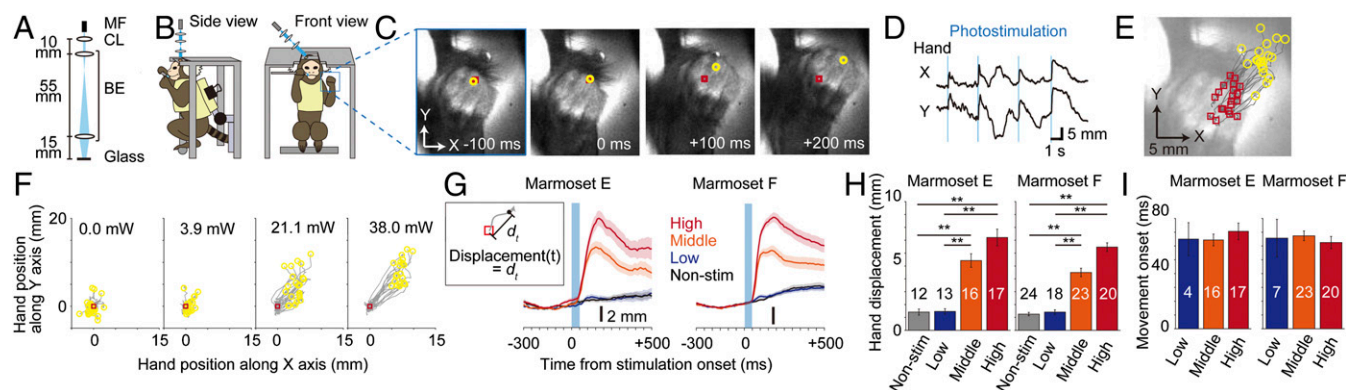 A
MF
10
mm
CL
55
mm
BE
15
mm
Glass
B
Side view
Front view
C
Y
X
-100 ms
0 ms
+100 ms
+200 ms
D
Photostimulation
Hand
X
Y
5 mm
1 s
E
Y
X
5 mm
F
Hand position
along Y axis (mm)
20
0
0.0 mW
3.9 mW
21.1 mW
38.0 mW
0
15
0
15
0
15
0
15
Hand position along X axis (mm)
G
Marmoset E
Marmoset F
dt
Displacement(t)
= dt
High
Middle
Low
Non-stim
2 mm
-300
+500
-300
+500
Time from stimulation onset (ms)
H
Hand displacement (mm)
10
5
0
Marmoset E
Marmoset F
**
**
**
**
**
**
**
**
12
13
16
17
24
18
23
20
Non-stim
Low
Middle
High
Non-stim
Low
Middle
High
I
Movement onset (ms)
80
40
0
Marmoset E
Marmoset F
4
16
17
7
23
20
Low
Middle
High
Low
Middle
High